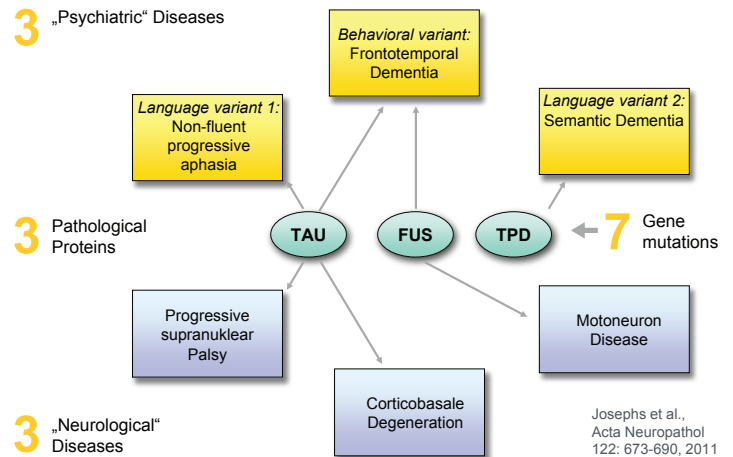 3 „Psychiatric“ Diseases
Behavioral variant:
Frontotemporal
Dementia
Language variant 1:
Non-fluent
progressive
aphasia
Language variant 2:
Semantic Dementia
3 Pathological
Proteins
TAU
FUS
TPD
7 Gene
mutations
Progressive
supranuklear
Palsy
Motoneuron
Disease
Corticobasale
Degeneration
3 „Neurological“
Diseases
Josephs et al.,
Acta Neuropathol
122: 673-690, 2011